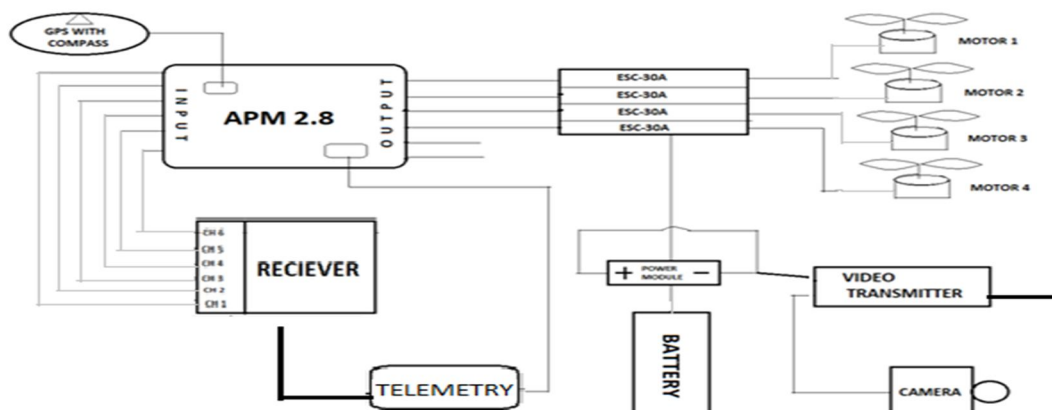 GPS WITH
COMPASS
INPUT
APM 2.8
OUTPUT
ESC-30A
ESC-30A
ESC-30A
ESC-30A
MOTOR 1
MOTOR 2
MOTOR 3
MOTOR 4
CH 6
CH 5
CH 4
CH 3
CH 2
CH 1
RECIEVER
+
POWER
MODULE
−
VIDEO
TRANSMITTER
BATTERY
TELEMETRY
CAMERA